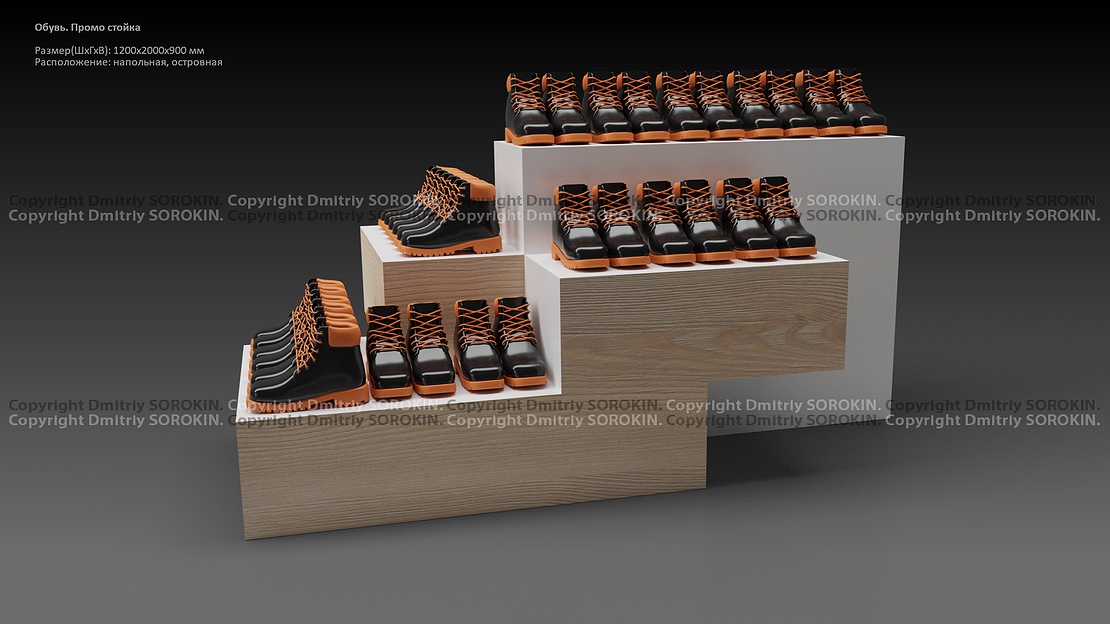 Обувь. Промо стойка
Размер(ШхГхВ): 1200х2000х900 мм
Расположение: напольная, островная
Copyright Dmitriy SOROKIN. Copyright Dmitriy SOROKIN. Copyright Dmitriy SOROKIN. Copyright Dmitriy SOROKIN. Copyright Dmitriy SOROKIN.
Copyright Dmitriy SOROKIN. Copyright Dmitriy SOROKIN. Copyright Dmitriy SOROKIN. Copyright Dmitriy SOROKIN. Copyright Dmitriy SOROKIN.
Copyright Dmitriy SOROKIN. Copyright Dmitriy SOROKIN. Copyright Dmitriy SOROKIN. Copyright Dmitriy SOROKIN. Copyright Dmitriy SOROKIN.
Copyright Dmitriy SOROKIN. Copyright Dmitriy SOROKIN. Copyright Dmitriy SOROKIN. Copyright Dmitriy SOROKIN. Copyright Dmitriy SOROKIN.